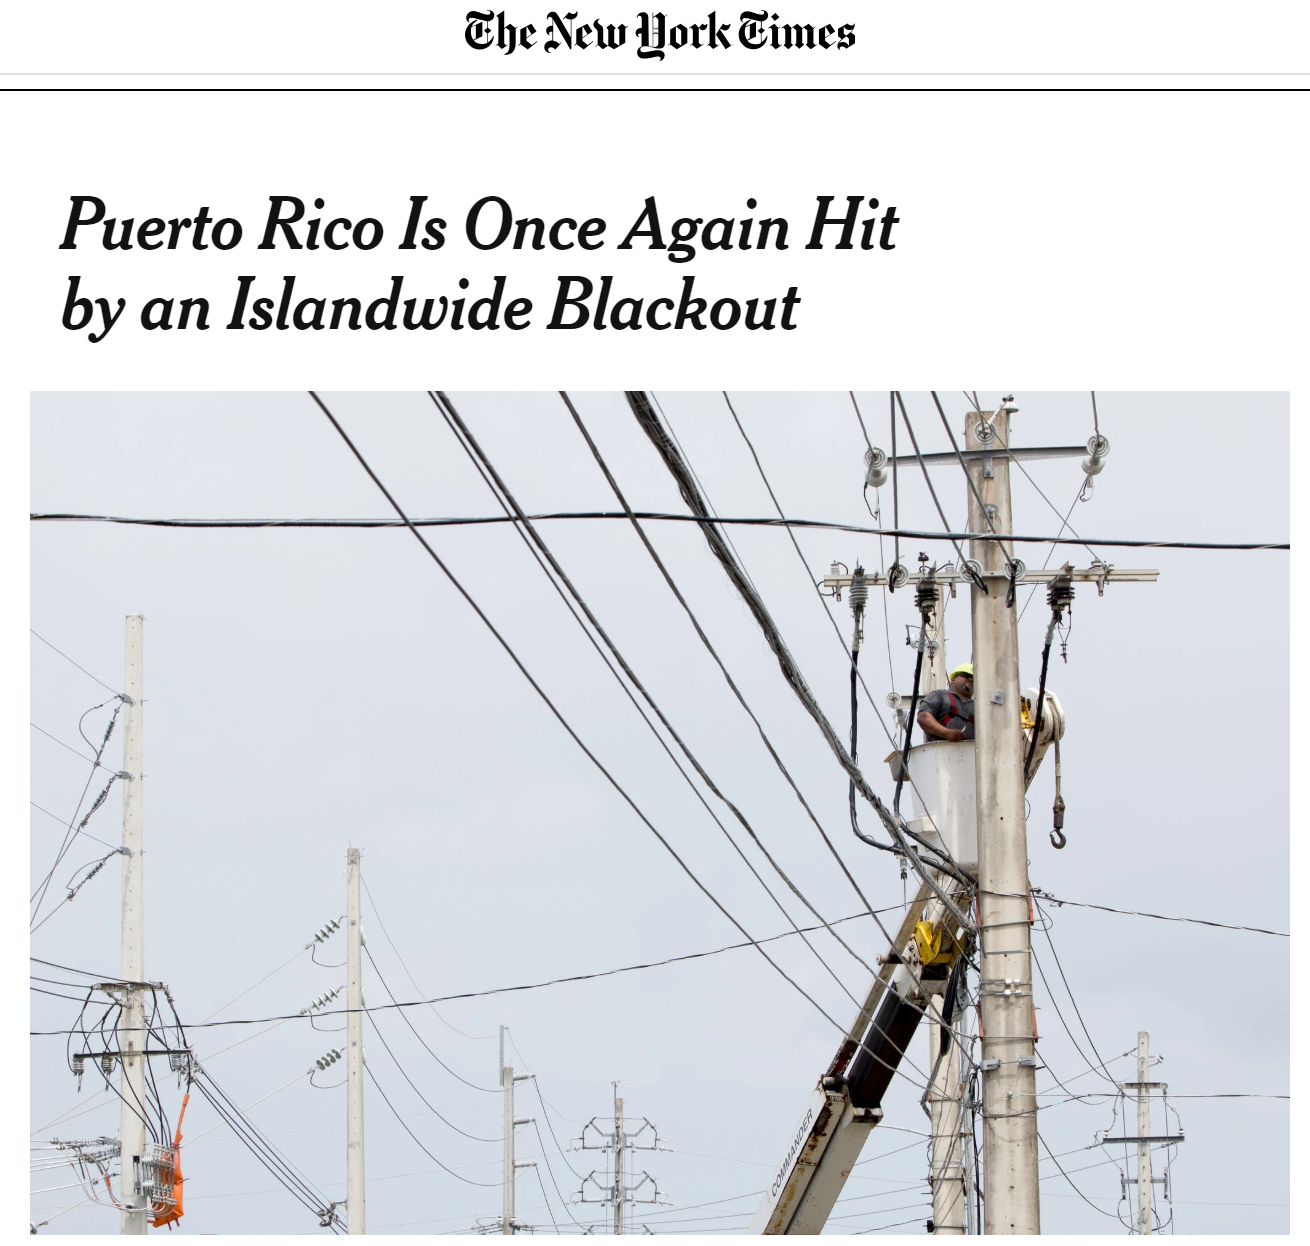 The New York Times
Puerto Rico Is Once Again Hit
by an Islandwide Blackout
COMMANDER